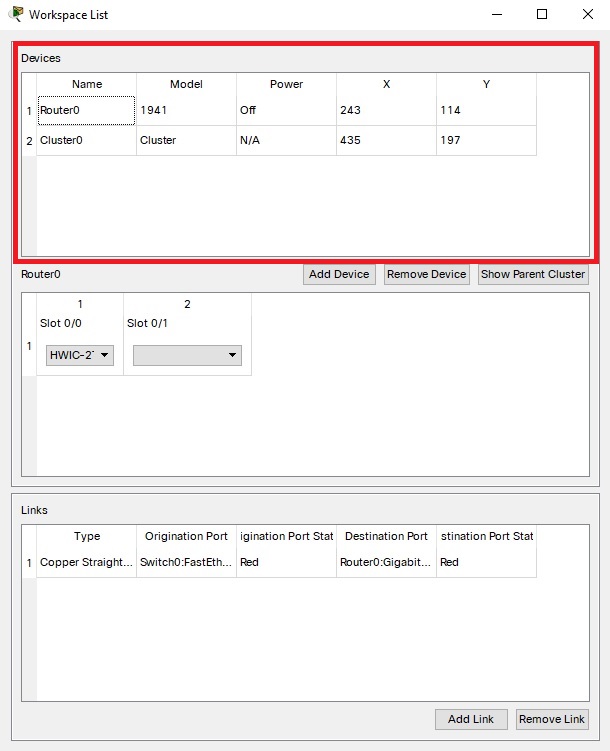 Workspace List
Devices
Name Model Power X Y
1 Router0 1941 Off 243 114
2 Cluster0 Cluster N/A 435 197
Router0 Add Device Remove Device Show Parent Cluster
1 2
Slot 0/0 Slot 0/1
1
HWIC-2
Links
Type Origination Port igination Port Stat Destination Port stination Port Stat
1 Copper Straight... Switch0:FastEth... Red Router0:Gigabit... Red
Add Link Remove Link